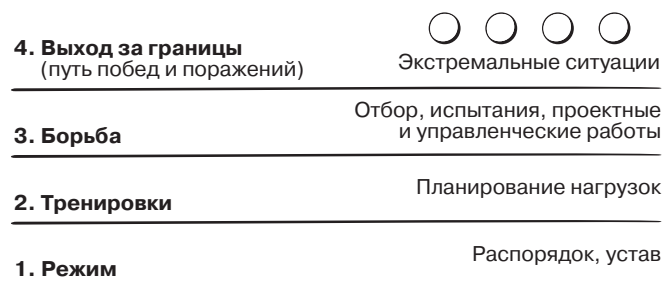 4. Выход за границы
(путь побед и поражений)
Экстремальные ситуации
3. Борьба
Отбор, испытания, проектные
и управленческие работы
2. Тренировки
Планирование нагрузок
1. Режим
Распорядок, устав